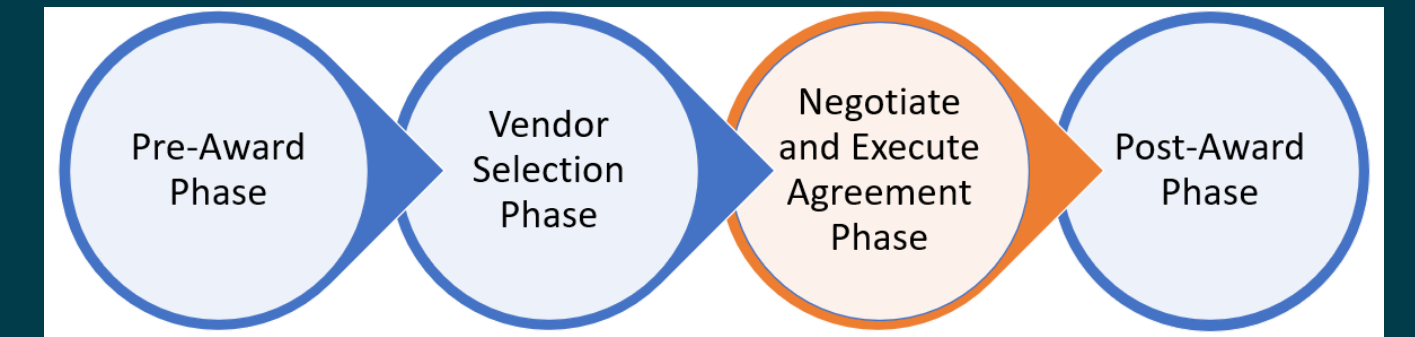 Pre-Award
Phase
Vendor
Selection
Phase
Negotiate
and Execute
Agreement
Phase
Post-Award
Phase